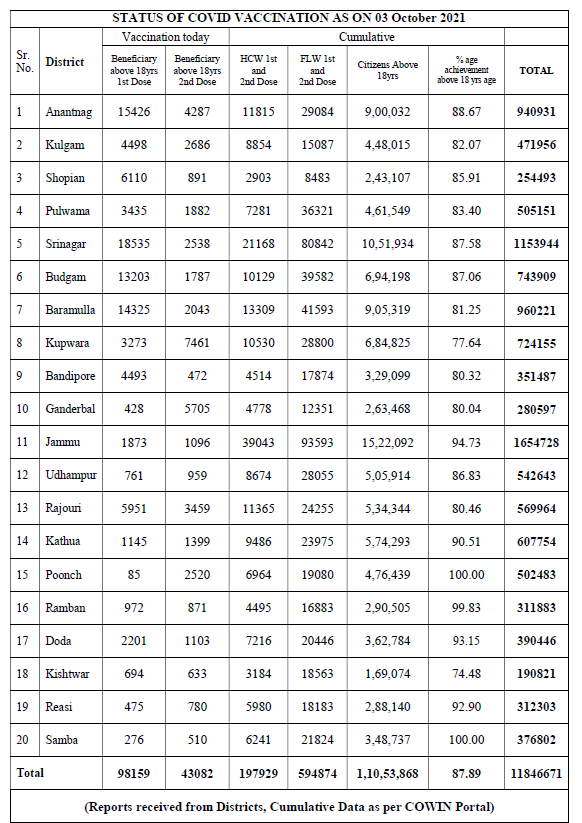 STATUS OF COVID VACCINATION AS ON 03 October 2021
Vaccination today Cumulative
Sr. No. District Beneficiary above 18yrs 1st Dose Beneficiary above 18yrs 2nd Dose HCW 1st and 2nd Dose FLW 1st and 2nd Dose Citizens Above 18yrs % age achievement above 18 yrs age TOTAL
1 Anantnag 15426 4287 11815 29084 9,00,032 88.67 940931
2 Kulgam 4498 2686 8854 15087 4,48,015 82.07 471956
3 Shopian 6110 891 2903 8483 2,43,107 85.91 254493
4 Pulwama 3435 1882 7281 36321 4,61,549 83.40 505151
5 Srinagar 18535 2538 21168 80842 10,51,934 87.58 1153944
6 Budgam 13203 1787 10129 39582 6,94,198 87.06 743909
7 Baramulla 14325 2043 13309 41593 9,05,319 81.25 960221
8 Kupwara 3273 7461 10530 28800 6,84,825 77.64 724155
9 Bandipore 4493 472 4514 17874 3,29,099 80.32 351487
10 Ganderbal 428 5705 4778 12351 2,63,468 80.04 280597
11 Jammu 1873 1096 39043 93593 15,22,092 94.73 1654728
12 Udhampur 761 959 8674 28055 5,05,914 86.83 542643
13 Rajouri 5951 3459 11365 24255 5,34,344 80.46 569964
14 Kathua 1145 1399 9486 23975 5,74,293 90.51 607754
15 Poonch 85 2520 6964 19080 4,76,439 100.00 502483
16 Ramban 972 871 4495 16883 2,90,505 99.83 311883
17 Doda 2201 1103 7216 20446 3,62,784 93.15 390446
18 Kishtwar 694 633 3184 18563 1,69,074 74.48 190821
19 Reasi 475 780 5980 18183 2,88,140 92.90 312303
20 Samba 276 510 6241 21824 3,48,737 100.00 376802
Total 98159 43082 197929 594874 1,10,53,868 87.89 11846671
(Reports received from Districts, Cumulative Data as per COWIN Portal)